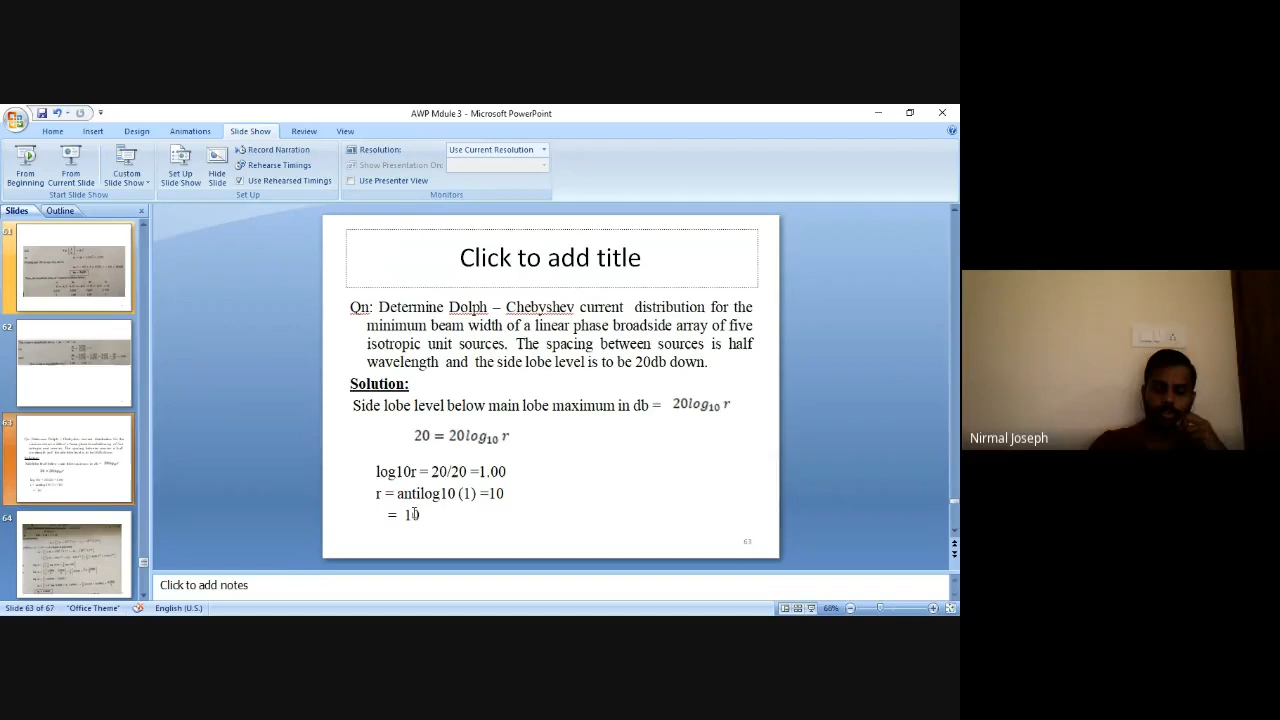 AWP Mdule 3 - Microsoft PowerPoint
Home Insert Design Animations Slide Show Review View
From Beginning
From Current Slide
Custom Slide Show
Start Slide Show
Set Up Slide Show
Hide Slide
Record Narration
Rehearse Timings
Use Rehearsed Timings
Set Up
Resolution: Use Current Resolution
Show Presentation On:
Use Presenter View
Monitors
Slides Outline
61
62
63
64
Click to add title
Qn: Determine Dolph – Chebyshev current distribution for the
minimum beam width of a linear phase broadside array of five
isotropic unit sources. The spacing between sources is half
wavelength and the side lobe level is to be 20db down.
Solution:
Side lobe level below main lobe maximum in db = 20log10 r
20 = 20log10 r
log10r = 20/20 =1.00
r = antilog10 (1) =10
= 10
63
Click to add notes
Slide 63 of 67 "Office Theme" English (U.S.) 68%
Nirmal Joseph